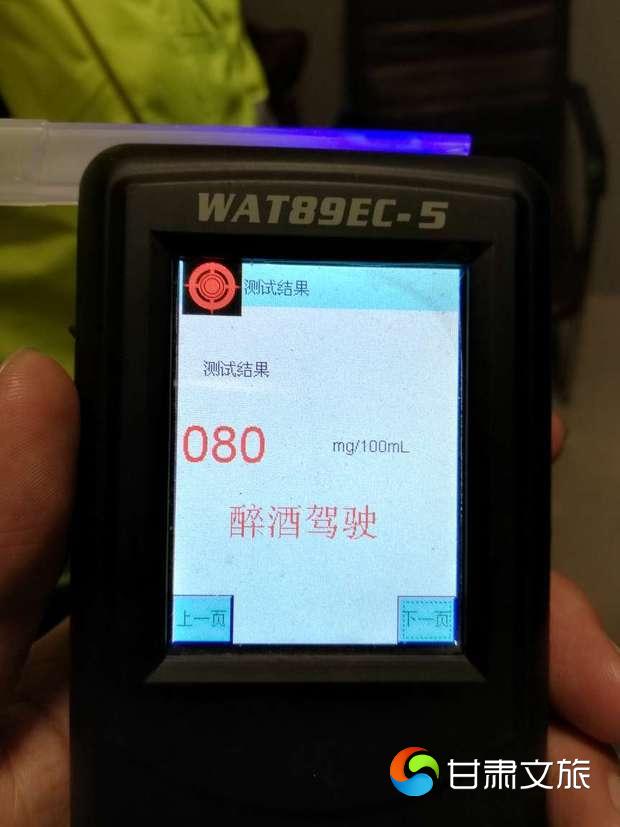 WAT89EC-5
测试结果
测试结果
080 mg/100mL
醉酒驾驶
上一页 下一页
甘肃文旅